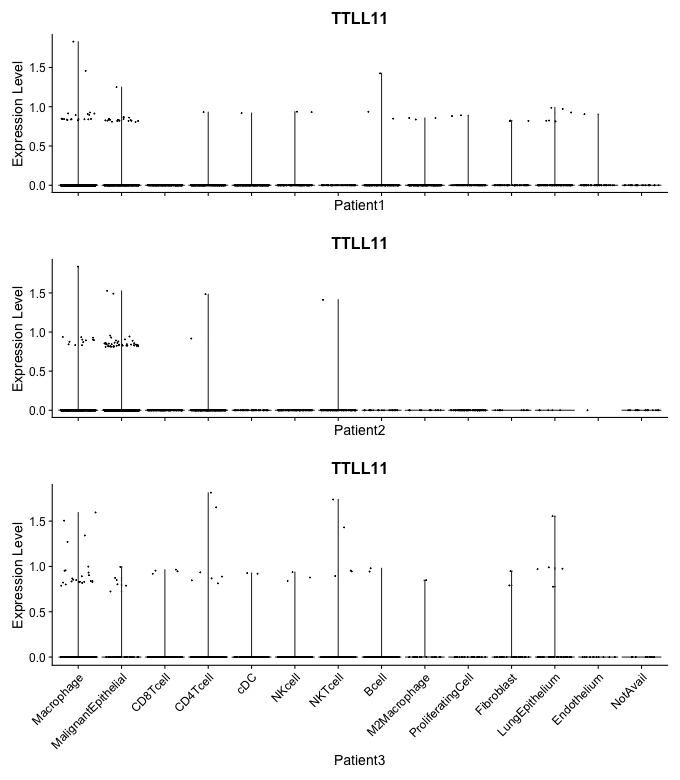 TTLL11
Expression Level
1.5
1.0
0.5
0.0
Patient1
TTLL11
Expression Level
1.5
1.0
0.5
0.0
Patient2
TTLL11
Expression Level
1.5
1.0
0.5
0.0
Macrophage
MalignantEpithelial
CD8Tcell
CD4Tcell
cDC
NKcell
NKTcell
Bcell
M2Macrophage
ProliferatingCell
Fibroblast
LungEpithelium
Endothelium
NotAvail
Patient3